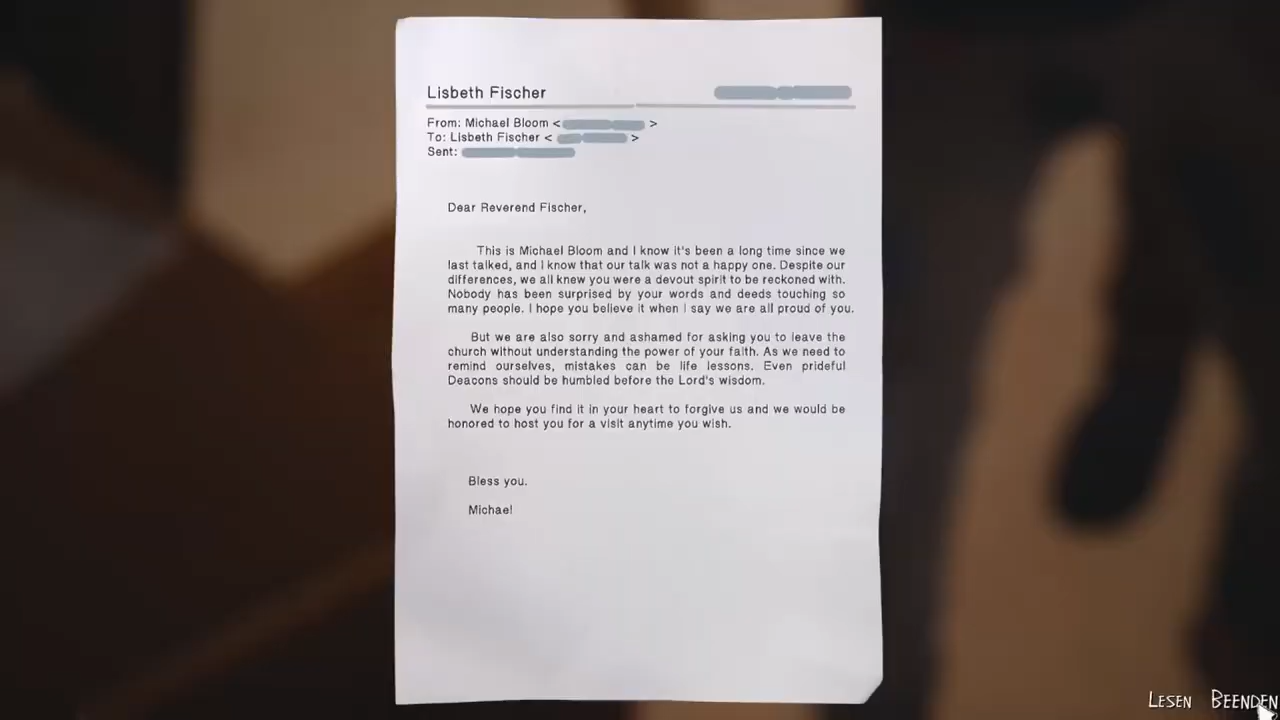 Lisbeth Fischer
From: Michael Bloom < >
To: Lisbeth Fischer < >
Sent:
Dear Reverend Fischer,
This is Michael Bloom and I know it's been a long time since we
last talked, and I know that our talk was not a happy one. Despite our
differences, we all knew you were a devout spirit to be reckoned with.
Nobody has been surprised by your words and deeds touching so
many people. I hope you believe it when I say we are all proud of you.
But we are also sorry and ashamed for asking you to leave the
church without understanding the power of your faith. As we need to
remind ourselves, mistakes can be life lessons. Even prideful
Deacons should be humbled before the Lord's wisdom.
We hope you find it in your heart to forgive us and we would be
honored to host you for a visit anytime you wish.
Bless you.
Michael
Lesen Beenden